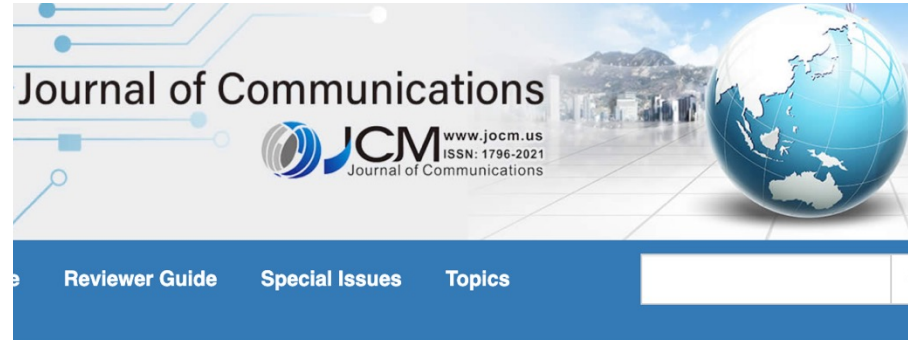 Journal of Communications
JCM
www.jocm.us
ISSN: 1796-2021
Journal of Communications
Reviewer Guide Special Issues Topics